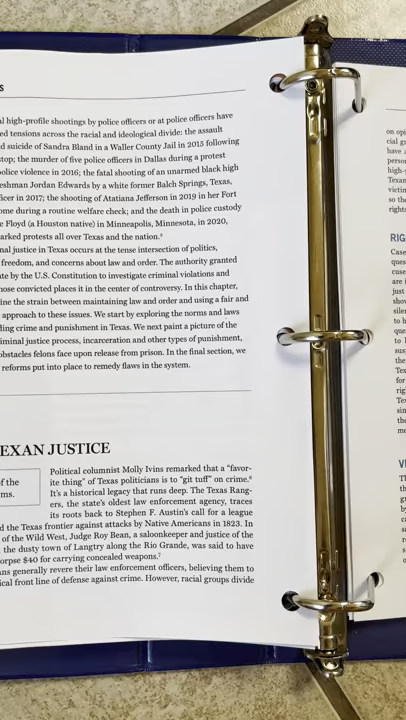 S
al high-profile shootings by police officers or at police officers have
ed tensions across the racial and ideological divide: the assault
d suicide of Sandra Bland in a Waller County Jail in 2015 following
stop; the murder of five police officers in Dallas during a protest
police violence in 2016; the fatal shooting of an unarmed black high
eshman Jordan Edwards by a white former Balch Springs, Texas,
ficer in 2017; the shooting of Atatiana Jefferson in 2019 in her Fort
ome during a routine welfare check; and the death in police custody
e Floyd (a Houston native) in Minneapolis, Minnesota, in 2020,
arked protests all over Texas and the nation.⁵
nal justice in Texas occurs at the tense intersection of politics,
freedom, and concerns about law and order. The authority granted
te by the U.S. Constitution to investigate criminal violations and
hose convicted places it in the center of controversy. In this chapter,
ine the strain between maintaining law and order and using a fair and
approach to these issues. We start by exploring the norms and laws
ling crime and punishment in Texas. We next paint a picture of the
iminal justice process, incarceration and other types of punishment,
obstacles felons face upon release from prison. In the final section, we
reforms put into place to remedy flaws in the system.
EXAN JUSTICE
of the
ms.
Political columnist Molly Ivins remarked that a "favor-
ite thing" of Texas politicians is to "git tuff" on crime.⁶
It's a historical legacy that runs deep. The Texas Rang-
ers, the state's oldest law enforcement agency, traces
its roots back to Stephen F. Austin's call for a league
d the Texas frontier against attacks by Native Americans in 1823. In
of the Wild West, Judge Roy Bean, a saloonkeeper and justice of the
the dusty town of Langtry along the Rio Grande, was said to have
orpse $40 for carrying concealed weapons.⁷
ans generally revere their law enforcement officers, believing them to
ical front line of defense against crime. However, racial groups divide
on opi
cial gr
have a
person
high-
Texan
victin
so the
rights
RIG
Case
ques
case
are i
just
sho
siler
to h
que
to
sus
the
Tex
for
rig
Tex
sin
me
VI
Th
th
gr